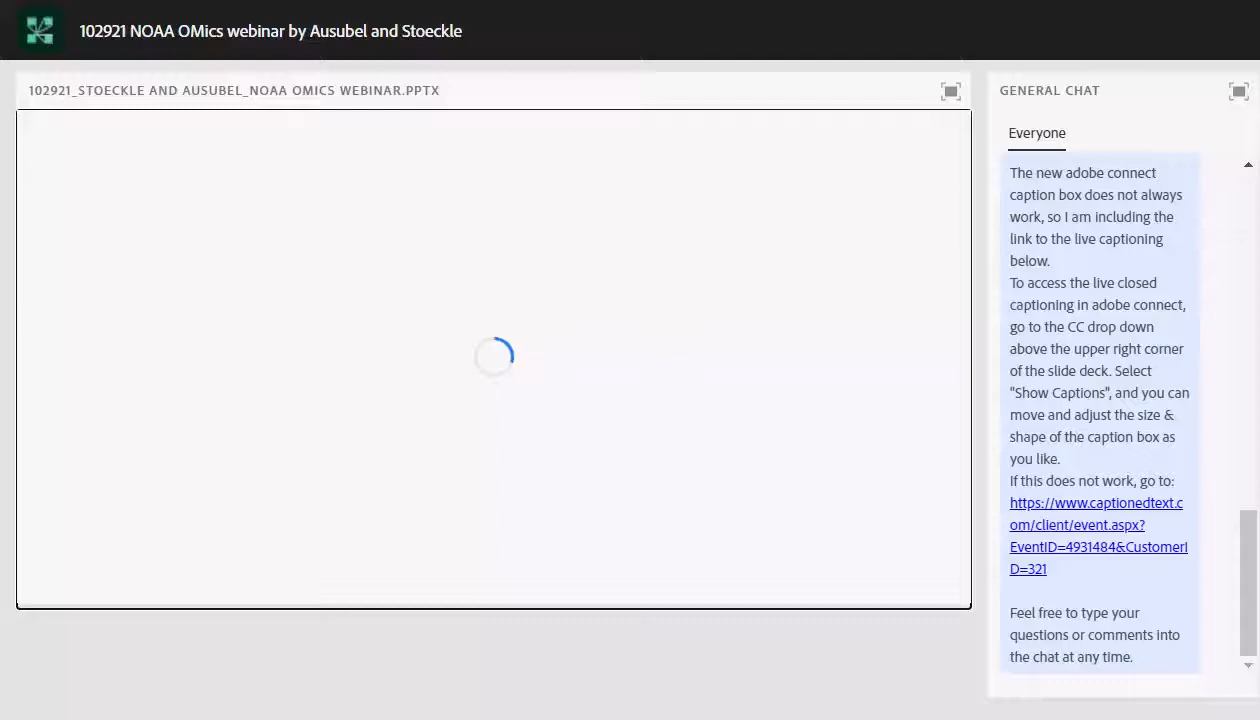 102921 NOAA OMics webinar by Ausubel and Stoeckle
102921_STOECKLE AND AUSUBEL_NOAA OMICS WEBINAR.PPTX
GENERAL CHAT
Everyone
The new adobe connect
caption box does not always
work, so I am including the
link to the live captioning
below.
To access the live closed
captioning in adobe connect,
go to the CC drop down
above the upper right corner
of the slide deck. Select
"Show Captions", and you can
move and adjust the size &
shape of the caption box as
you like.
If this does not work, go to:
https://www.captionedtext.c
om/client/event.aspx?
EventID=4931484&CustomerI
D=321
Feel free to type your
questions or comments into
the chat at any time.